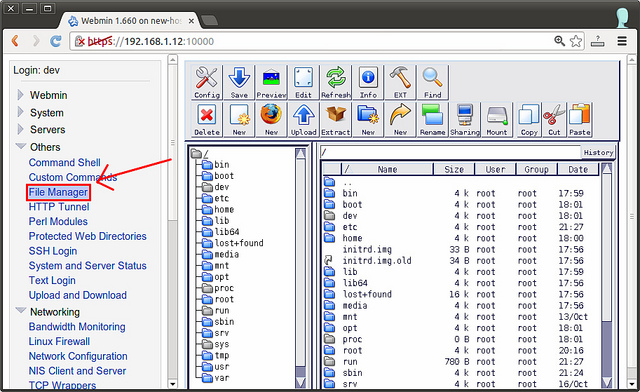 Webmin 1.660 on new-ho
https://192.168.1.12:10000
Login: dev
Webmin
System
Servers
Others
Command Shell
Custom Commands
File Manager
HTTP Tunnel
Perl Modules
Protected Web Directories
SSH Login
System and Server Status
Text Login
Upload and Download
Networking
Bandwidth Monitoring
Linux Firewall
Network Configuration
NIS Client and Server
TCP Wrappers
Config Save Preview Edit Refresh Info EXT Find
Delete New New Upload Extract New New Rename Sharing Mount Copy Cut Paste
/
bin
boot
dev
etc
home
lib
lib64
lost+found
media
mnt
opt
proc
root
run
sbin
srv
sys
tmp
usr
var
/ History
/ Name Size User Group Date
..
bin 4 k root root 17:59
boot 4 k root root 18:01
dev 4 k root root 18:01
etc 4 k root root 21:27
home 4 k root root 18:00
initrd.img 33 B root root 17:56
initrd.img.old 34 B root root 17:56
lib 4 k root root 17:59
lib64 4 k root root 17:56
lost+found 16 k root root 17:56
media 4 k root root 17:56
mnt 4 k root root 13/Oct
opt 4 k root root 18:01
proc 0 B root root 18:01
root 4 k root root 20:16
run 780 B root root 21:27
sbin 4 k root root 21:24
srv 4 k root root 16/Oct